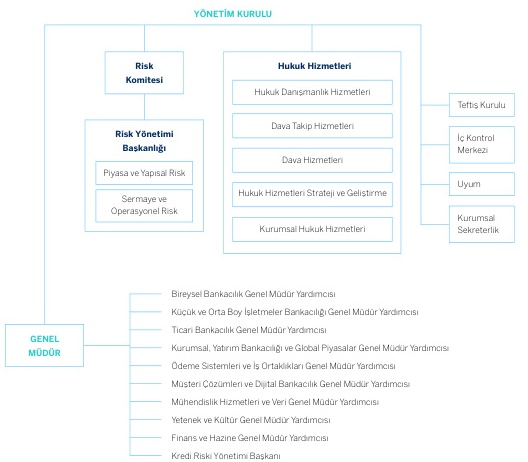 YÖNETİM KURULU
Risk
Komitesi
Risk Yönetimi
Başkanlığı
Piyasa ve Yapısal Risk
Sermaye ve
Operasyonel Risk
Hukuk Hizmetleri
Hukuk Danışmanlık Hizmetleri
Dava Takip Hizmetleri
Dava Hizmetleri
Hukuk Hizmetleri Strateji ve Geliştirme
Kurumsal Hukuk Hizmetleri
Teftiş Kurulu
İç Kontrol
Merkezi
Uyum
Kurumsal
Sekreterlik
GENEL
MÜDÜR
Bireysel Bankacılık Genel Müdür Yardımcısı
Küçük ve Orta Boy İşletmeler Bankacılığı Genel Müdür Yardımcısı
Ticari Bankacılık Genel Müdür Yardımcısı
Kurumsal, Yatırım Bankacılığı ve Global Piyasalar Genel Müdür Yardımcısı
Ödeme Sistemleri ve İş Ortaklıkları Genel Müdür Yardımcısı
Müşteri Çözümleri ve Dijital Bankacılık Genel Müdür Yardımcısı
Mühendislik Hizmetleri ve Veri Genel Müdür Yardımcısı
Yetenek ve Kültür Genel Müdür Yardımcısı
Finans ve Hazine Genel Müdür Yardımcısı
Kredi Riski Yönetimi Başkanı